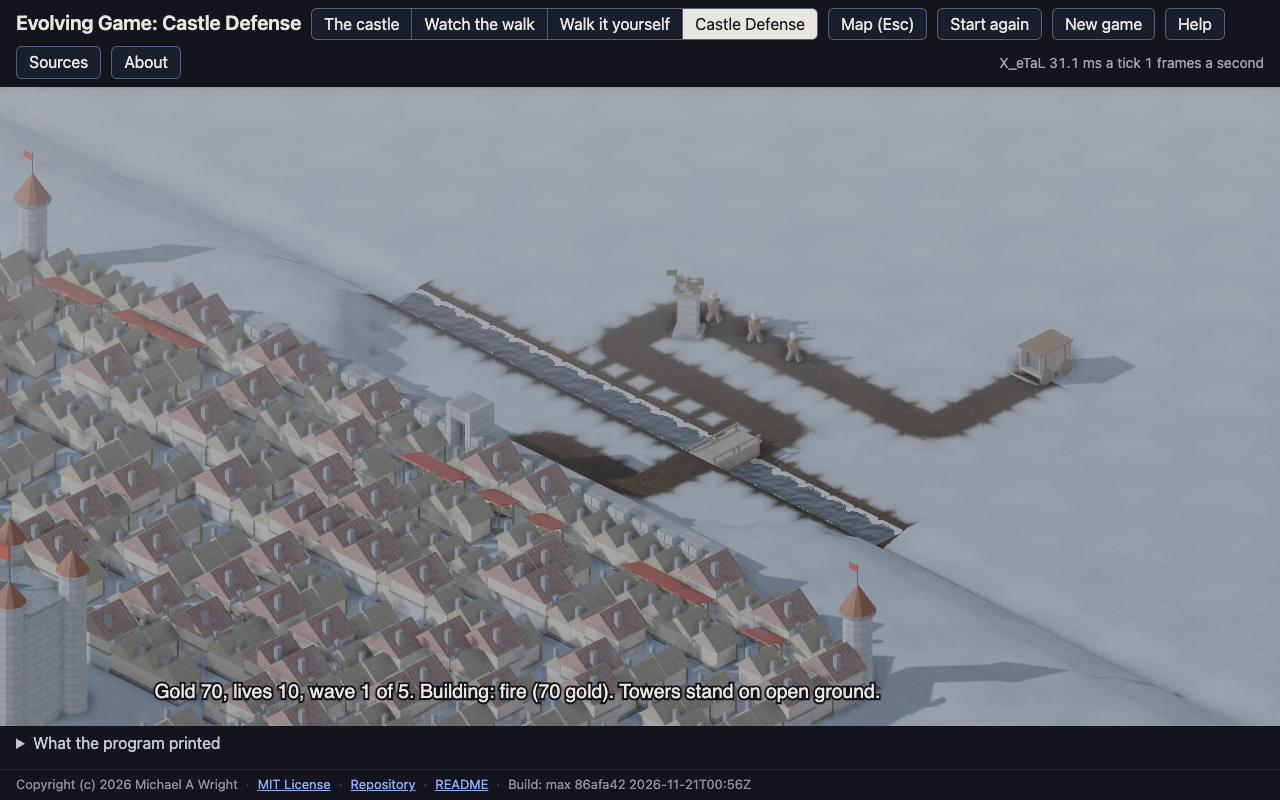 Evolving Game: Castle Defense The castle Watch the walk Walk it yourself Castle Defense Map (Esc) Start again New game Help
Sources About X_eTaL 31.1 ms a tick 1 frames a second
Gold 70, lives 10, wave 1 of 5. Building: fire (70 gold). Towers stand on open ground.
What the program printed
Copyright (c) 2026 Michael A Wright · MIT License · Repository · README · Build: max 86afa42 2026-11-21T00:56Z